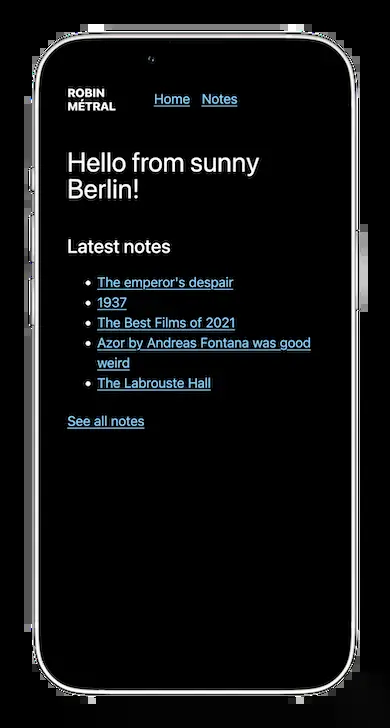 ROBIN
MÉTRAL
Home Notes
Hello from sunny
Berlin!
Latest notes
The emperor's despair
1937
The Best Films of 2021
Azor by Andreas Fontana was good
weird
The Labrouste Hall
See all notes